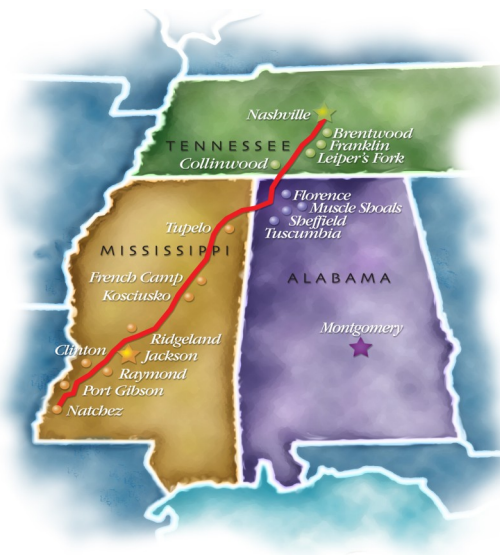 Nashville
Brentwood
TENNESSEE
Franklin
Leiper's Fork
Collinwood
Florence
Muscle Shoals
Sheffield
Tuscumbia
Tupelo
MISSISSIPPI
ALABAMA
French Camp
Kosciusko
Montgomery
Ridgeland
Clinton
Jackson
Raymond
Port Gibson
Natchez